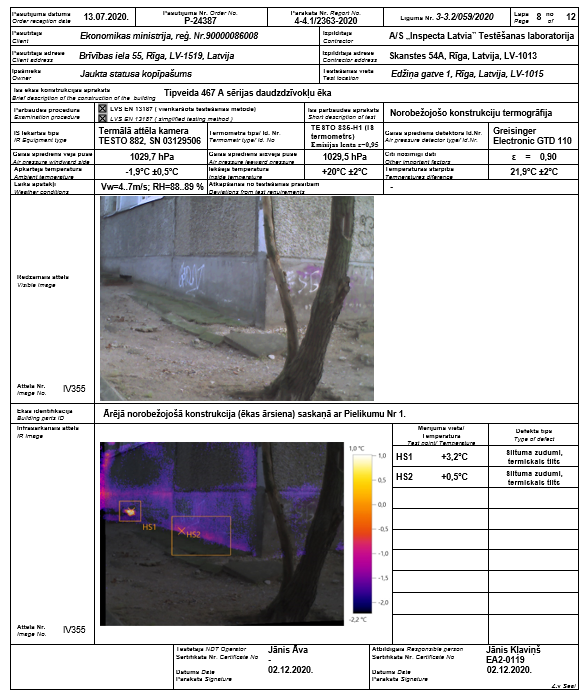 Pasūtījuma datums
Order reception date
13.07.2020.
Pasūtījuma Nr. Order No.
P-24387
Pārskata Nr. Report No.
4-4.1/2363-2020
Līguma Nr. 3-3.2/059/2020
Lapa 8 no 12
Page of
Pasūtītājs
Client
Ekonomikas ministrija, reģ. Nr.90000086008
Izpildītājs
Contractor
A/S „Inspecta Latvia” Testēšanas laboratorija
Pasūtītāja adrese
Client address
Brīvības iela 55, Rīga, LV-1519, Latvija
Izpildītāja adrese
Contractor address
Skanstes 54A, Rīga, LV-1013
Īpašnieks
Owner
Jaukta statusa kopīpašums
Testēšanas vieta
Test location
Edžiņa gatve 1, Rīga, Latvija, LV-1015
Īss ēkas konstrukcijas apraksts
Brief description of the construcion of the building
Tipveida 467 A sērijas daudzdzīvokļu ēka
Pārbaudes procedūra
Examination procedure
LVS EN 13187 ( vienkāršota testēšanas metode)
LVS EN 13187 ( simplified testing method )
Īss pārbaudes apraksts
Short description of test
Norobežojošo konstrukciju termogrāfija
IS iekārtas tips
IR Equipment type
Termālā attēla kamera
TESTO 882, SN 03129506
Termometra tips/ Id. Nr.
Termometr type/ Id. No
TESTO 835-H1 (IS
termometrs)
Emisijas lenta ε=0,95
Gaisa spiediena detektora Id.Nr.
Air pressure detector type/ Id.Nr.
Greisinger
Electronic GTD 110
Gaisa spiediens vēja pusē
Air pressure windward side
1029,7 hPa
Gaisa spiediens aizvēja pusē
Air pressure leeward pressure
1029,5 hPa
Citi nozīmīgi dati
Other important factors
ε = 0,90
Apkārtējā temperatūra
Ambient temperature
-1,9°C ±0,5°C
Iekšējā temperatūra
Inside temperature
+20°C ±2°C
Temperatūras starpība
Temperatures diference
21,9°C ±2°C
Laika apstākļi
Weather conditions
Vw=4..7m/s; RH=88..89 %
Atkāpšanās no testēšanas prasībām
Deviations from test requirements
-
Redzamais attēls
Visible image
Attēla Nr.
Image No.
IV355
Ēkas identifikācija
Building parts ID
Ārējā norobežojošā konstrukcija (ēkas ārsiena) saskaņā ar Pielikumu Nr 1.
Infrasarkanais attēls
IR image
Mērījuma vieta/
Temperatūra
Test point/ Temperature
Defekta tips
Type of defect
HS1 +3,2°C
Siltuma zudumi,
termiskais tilts
HS2 +0,5°C
Siltuma zudumi,
termiskais tilts
1,0 °C
1,0
0,5
0,0
-0,5
-1,0
-1,5
-2,0
-2,2 °C
HS1
HS2
Attēla Nr.
Image No.
IV355
Testētājs NDT Operator
Jānis Āva
Sertifikāta Nr. Certificate No
-
Datums Date
02.12.2020.
Paraksts Signature
Atbildīgais Responsible person
Jānis Kļaviņš
Sertifikāta Nr. Certificate No
EA2-0119
Datums Date
02.12.2020.
Paraksts Signature
Z.v. Seal